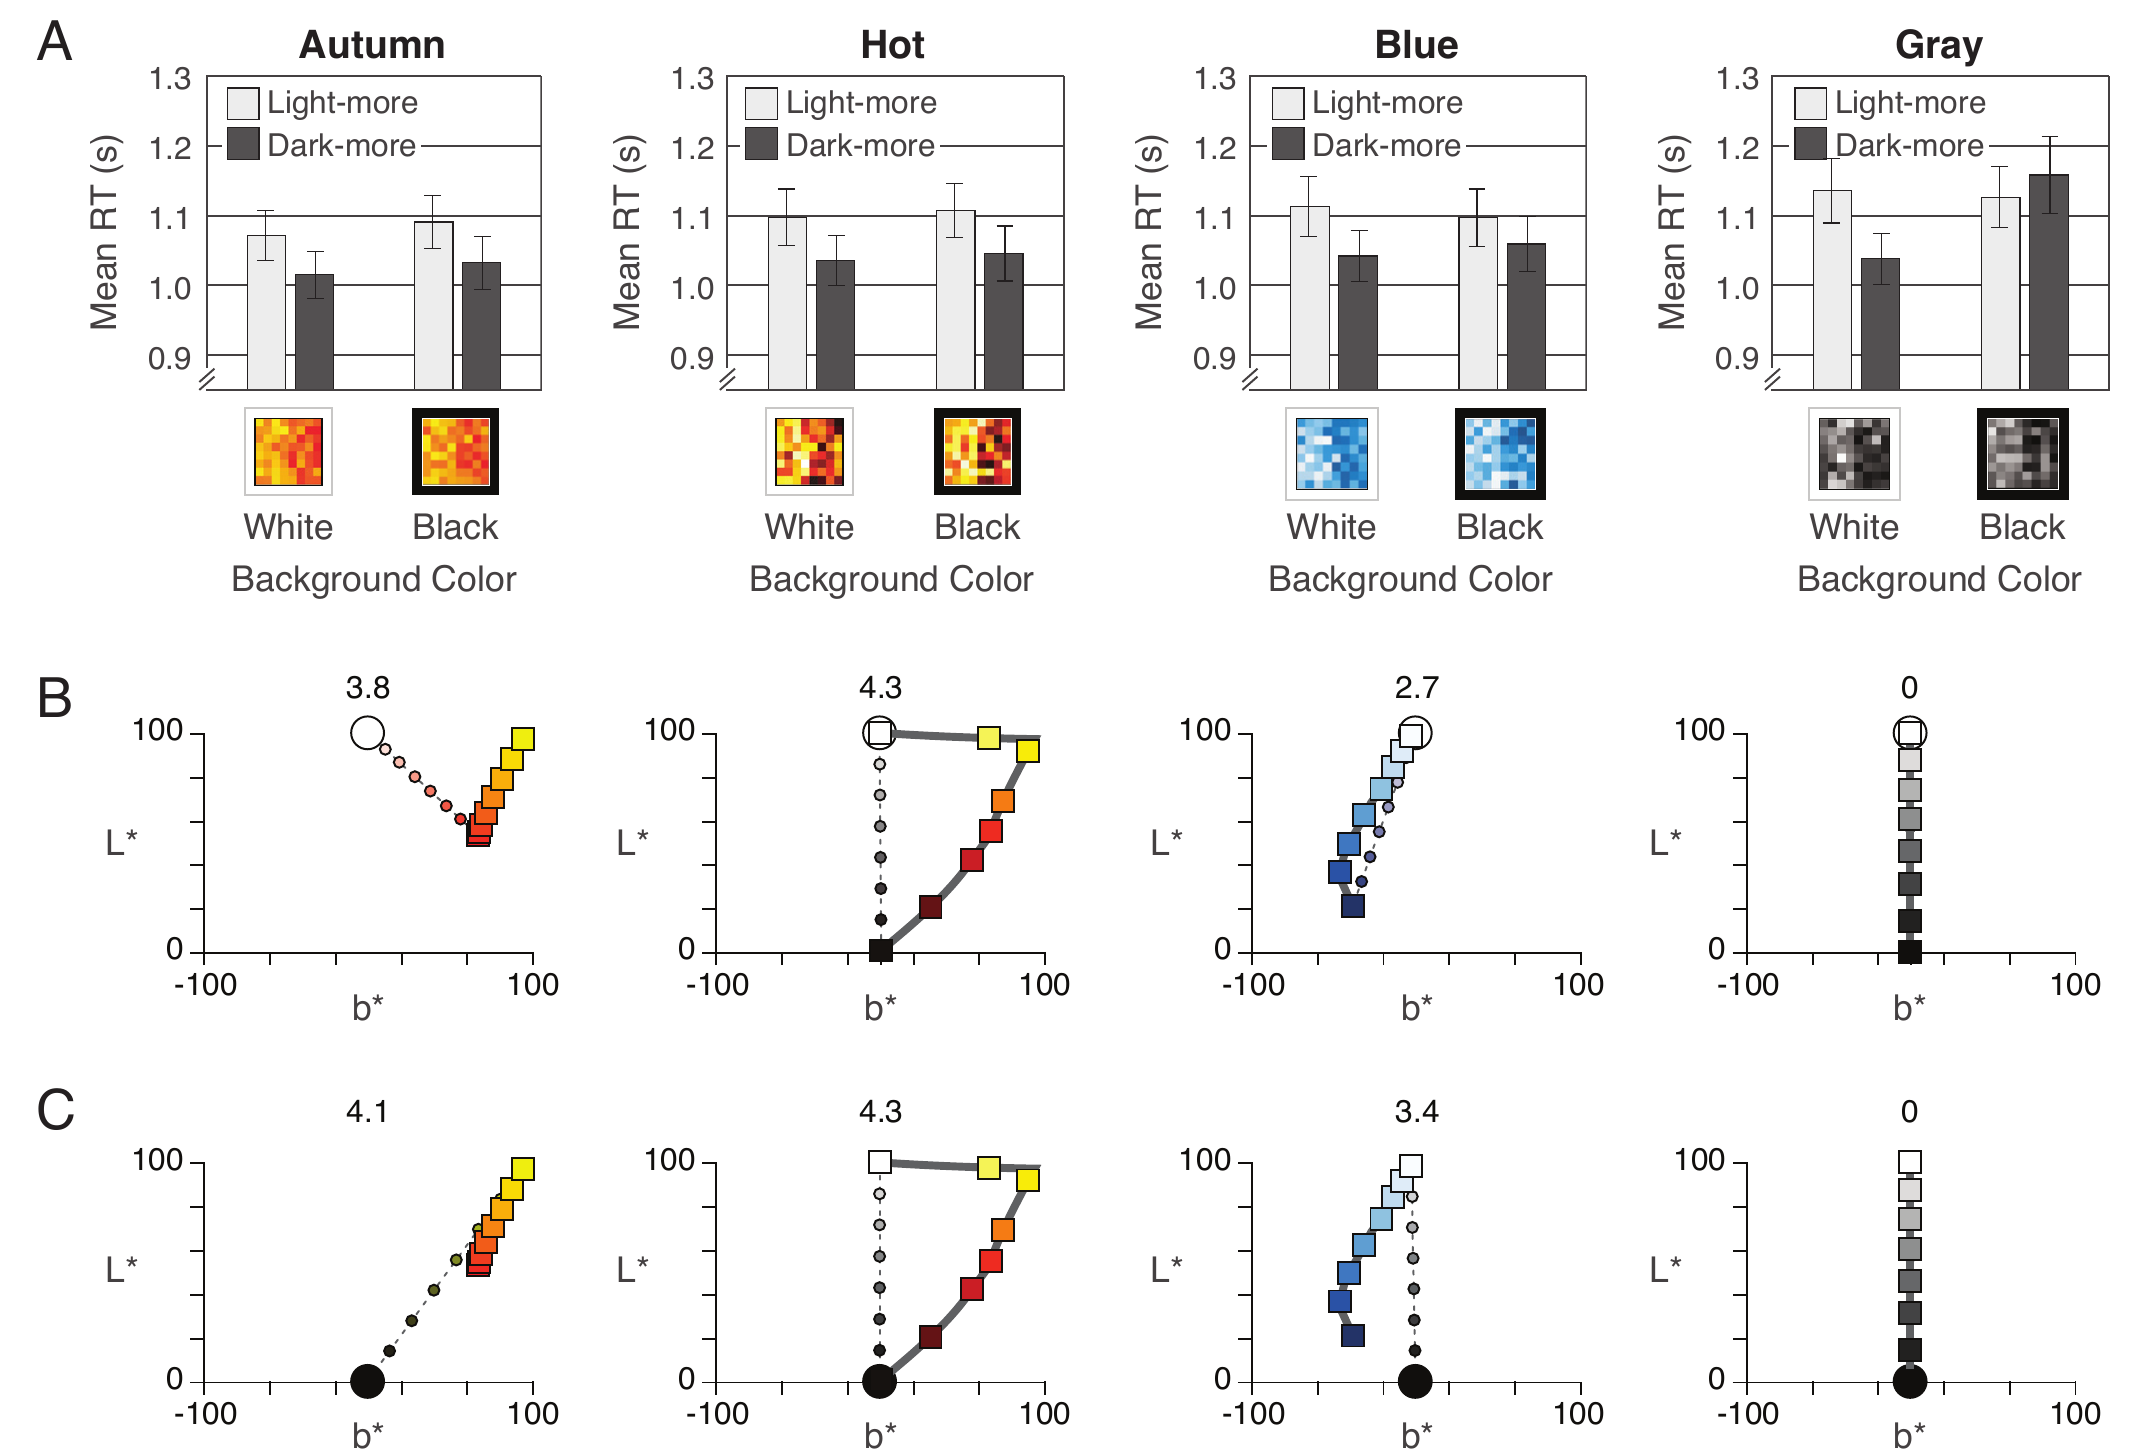 A
Autumn
Hot
Blue
Gray
1.3
1.2
1.1
1.0
0.9
Mean RT (s)
Light-more
Dark-more
White
Black
Background Color
1.3
1.2
1.1
1.0
0.9
Mean RT (s)
Light-more
Dark-more
White
Black
Background Color
1.3
1.2
1.1
1.0
0.9
Mean RT (s)
Light-more
Dark-more
White
Black
Background Color
1.3
1.2
1.1
1.0
0.9
Mean RT (s)
Light-more
Dark-more
White
Black
Background Color
B
3.8
100
L*
0
-100
100
b*
4.3
100
L*
0
-100
100
b*
2.7
100
L*
0
-100
100
b*
0
100
L*
0
-100
100
b*
C
4.1
100
L*
0
-100
100
b*
4.3
100
L*
0
-100
100
b*
3.4
100
L*
0
-100
100
b*
0
100
L*
0
-100
100
b*